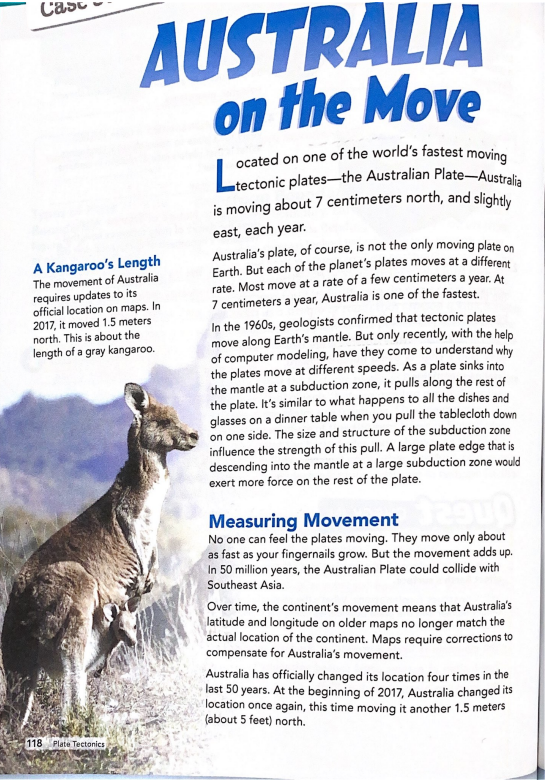 AUSTRALIA
on the Move
Located on one of the world's fastest moving
tectonic plates—the Australian Plate—Australia
is moving about 7 centimeters north, and slightly
east, each year.
A Kangaroo's Length
The movement of Australia
requires updates to its
official location on maps. In
2017, it moved 1.5 meters
north. This is about the
length of a gray kangaroo.
Australia's plate, of course, is not the only moving plate on
Earth. But each of the planet's plates moves at a different
rate. Most move at a rate of a few centimeters a year. At
7 centimeters a year, Australia is one of the fastest.
In the 1960s, geologists confirmed that tectonic plates
move along Earth's mantle. But only recently, with the help
of computer modeling, have they come to understand why
the plates move at different speeds. As a plate sinks into
the mantle at a subduction zone, it pulls along the rest of
the plate. It's similar to what happens to all the dishes and
glasses on a dinner table when you pull the tablecloth down
on one side. The size and structure of the subduction zone
influence the strength of this pull. A large plate edge that is
descending into the mantle at a large subduction zone would
exert more force on the rest of the plate.
Measuring Movement
No one can feel the plates moving. They move only about
as fast as your fingernails grow. But the movement adds up.
In 50 million years, the Australian Plate could collide with
Southeast Asia.
Over time, the continent's movement means that Australia's
latitude and longitude on older maps no longer match the
actual location of the continent. Maps require corrections to
compensate for Australia's movement.
Australia has officially changed its location four times in the
last 50 years. At the beginning of 2017, Australia changed its
location once again, this time moving it another 1.5 meters
(about 5 feet) north.
118 Plate Tectonics